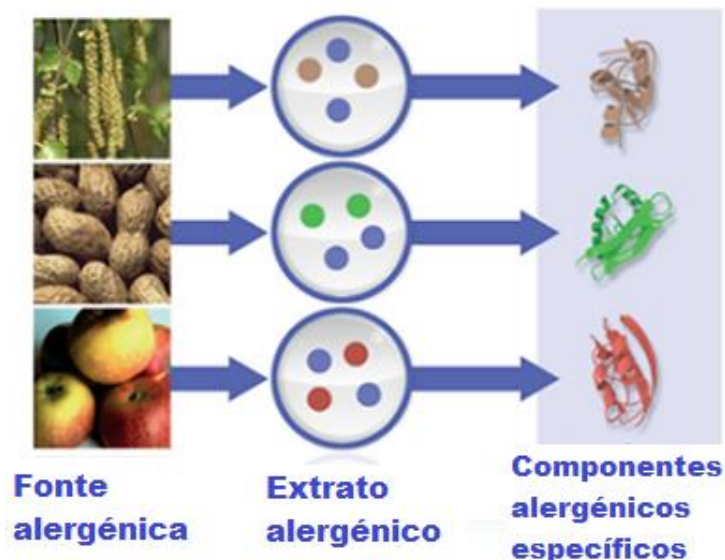 Fonte
alergénica
Extrato
alergénico
Componentes
alergénicos
específicos